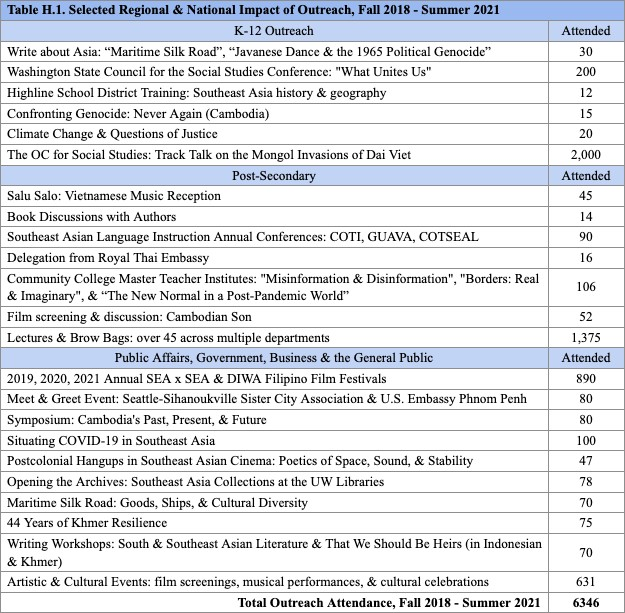 Table H.1. Selected Regional & National Impact of Outreach, Fall 2018 - Summer 2021
K-12 Outreach Attended
Write about Asia: “Maritime Silk Road”, “Javanese Dance & the 1965 Political Genocide” 30
Washington State Council for the Social Studies Conference: "What Unites Us" 200
Highline School District Training: Southeast Asia history & geography 12
Confronting Genocide: Never Again (Cambodia) 15
Climate Change & Questions of Justice 20
The OC for Social Studies: Track Talk on the Mongol Invasions of Dai Viet 2,000
Post-Secondary Attended
Salu Salo: Vietnamese Music Reception 45
Book Discussions with Authors 14
Southeast Asian Language Instruction Annual Conferences: COTI, GUAVA, COTSEAL 90
Delegation from Royal Thai Embassy 16
Community College Master Teacher Institutes: "Misinformation & Disinformation", "Borders: Real
& Imaginary", & “The New Normal in a Post-Pandemic World” 106
Film screening & discussion: Cambodian Son 52
Lectures & Brow Bags: over 45 across multiple departments 1,375
Public Affairs, Government, Business & the General Public Attended
2019, 2020, 2021 Annual SEA x SEA & DIWA Filipino Film Festivals 890
Meet & Greet Event: Seattle-Sihanoukville Sister City Association & U.S. Embassy Phnom Penh 80
Symposium: Cambodia's Past, Present, & Future 80
Situating COVID-19 in Southeast Asia 100
Postcolonial Hangups in Southeast Asian Cinema: Poetics of Space, Sound, & Stability 47
Opening the Archives: Southeast Asia Collections at the UW Libraries 78
Maritime Silk Road: Goods, Ships, & Cultural Diversity 70
44 Years of Khmer Resilience 75
Writing Workshops: South & Southeast Asian Literature & That We Should Be Heirs (in Indonesian
& Khmer) 70
Artistic & Cultural Events: film screenings, musical performances, & cultural celebrations 631
Total Outreach Attendance, Fall 2018 - Summer 2021 6346